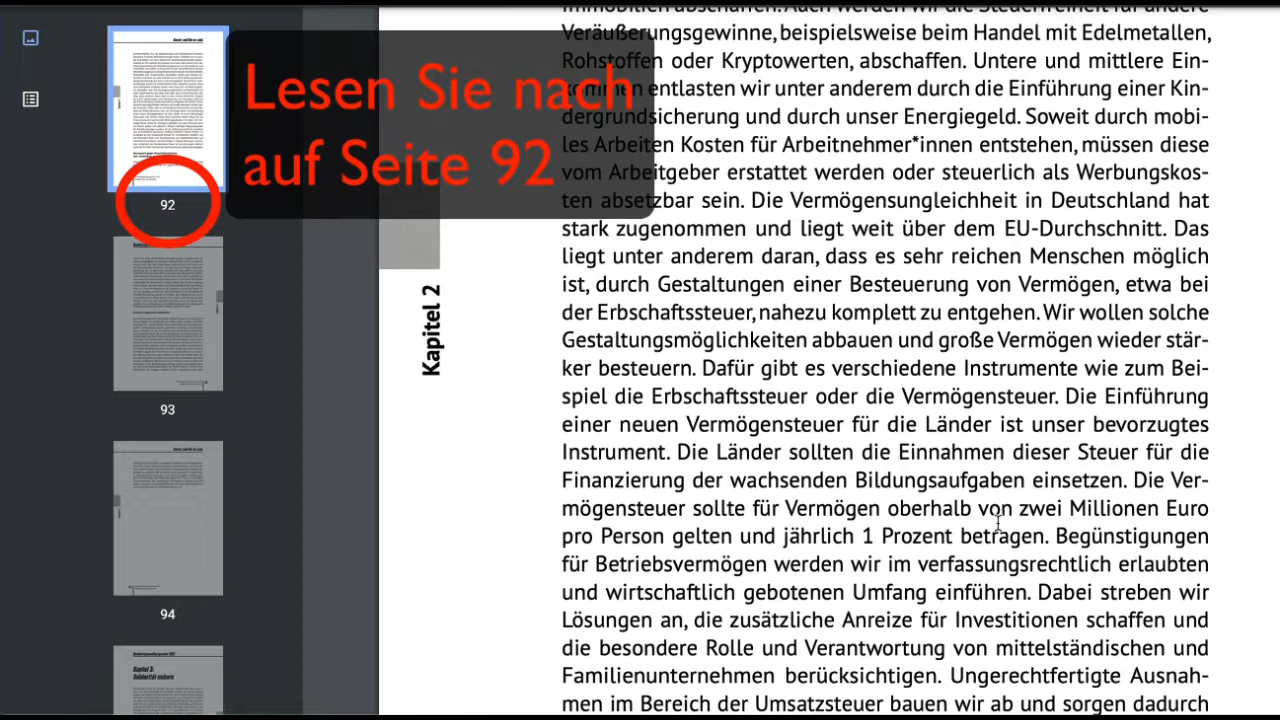 92
93
94
Kapitel 3:
Solidarität sichern
Lesen Sie
auf Seite 92
Kapitel 2
Veräußerungsgewinne, beispielsweise beim Handel mit Edelmetallen,
oder Kryptowerten abschaffen. Untere und mittlere Ein-
entlasten wir unter anderem durch die Einführung einer Kin-
und durch unser Energiegeld. Soweit durch mobi-
Kosten für Arbeitnehmer*innen entstehen, müssen diese
vom Arbeitgeber erstattet werden oder steuerlich als Werbungskos-
ten absetzbar sein. Die Vermögensungleichheit in Deutschland hat
stark zugenommen und liegt weit über dem EU-Durchschnitt. Das
liegt unter anderem daran, dass es sehr reichen Menschen möglich
ist, durch Gestaltungen einer Besteuerung von Vermögen, etwa bei
der Erbschaftssteuer, nahezu komplett zu entgehen. Wir wollen solche
Gestaltungsmöglichkeiten abbauen und große Vermögen wieder stär-
ker besteuern. Dafür gibt es verschiedene Instrumente wie zum Bei-
spiel die Erbschaftssteuer oder die Vermögensteuer. Die Einführung
einer neuen Vermögensteuer für die Länder ist unser bevorzugtes
Instrument. Die Länder sollten die Einnahmen dieser Steuer für die
Finanzierung der wachsenden Bildungsaufgaben einsetzen. Die Ver-
mögensteuer sollte für Vermögen oberhalb von zwei Millionen Euro
pro Person gelten und jährlich 1 Prozent betragen. Begünstigungen
für Betriebsvermögen werden wir im verfassungsrechtlich erlaubten
und wirtschaftlich gebotenen Umfang einführen. Dabei streben wir
Lösungen an, die zusätzliche Anreize für Investitionen schaffen und
die besondere Rolle und Verantwortung von mittelständischen und
Familienunternehmen berücksichtigen. Ungerechtfertigte Ausnah-
men im Bereich der Umsatzsteuer bauen wir ab und sorgen dadurch